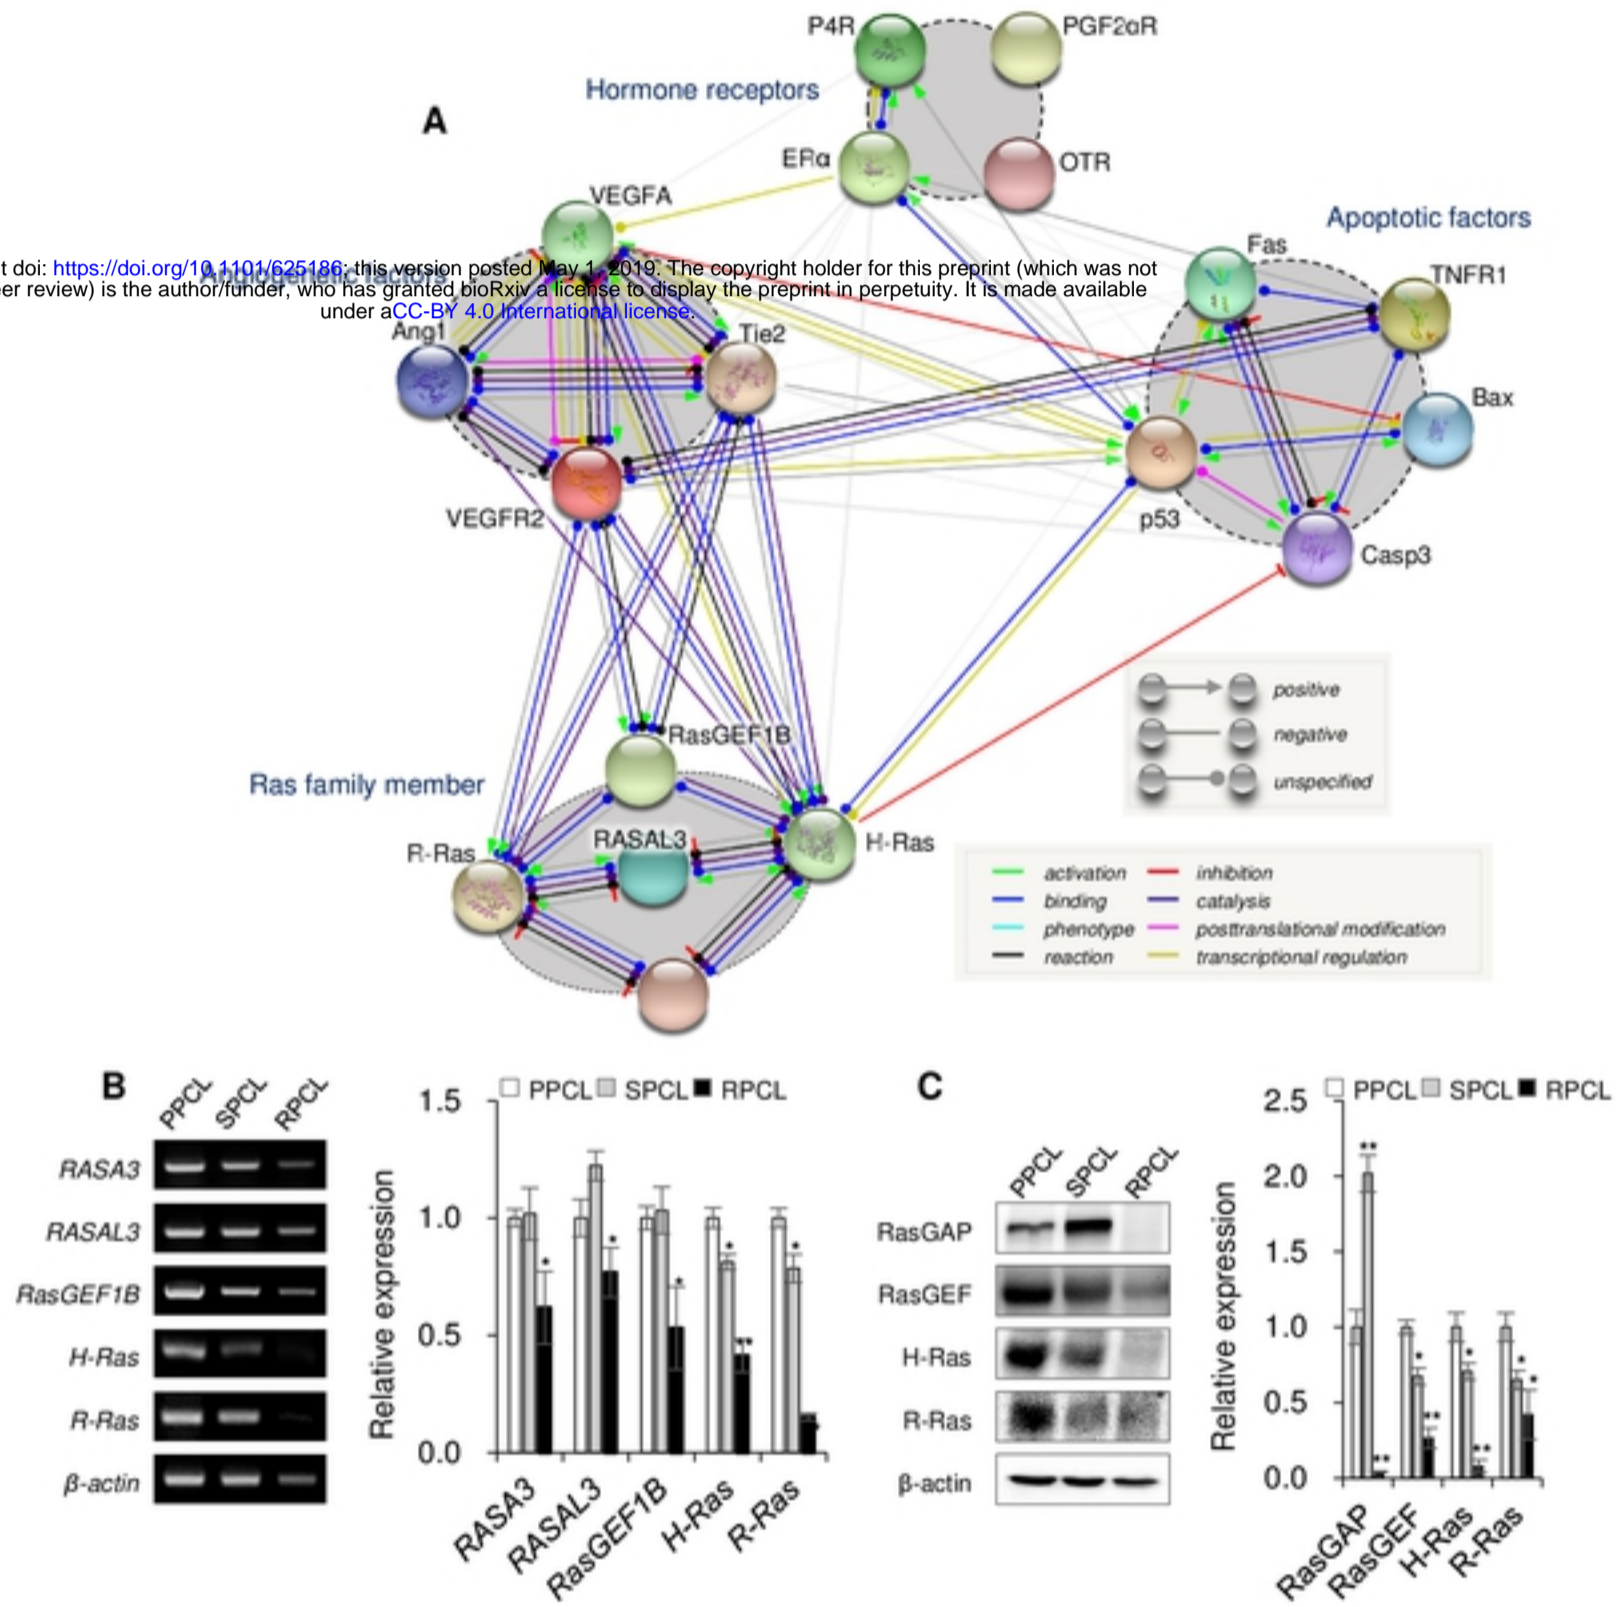 P4R
PGF2αR
Hormone receptors
A
ERα
OTR
VEGFA
Apoptotic factors
Fas
t doi: https://doi.org/10.1101/625186; this version posted May 1, 2019. The copyright holder for this preprint (which was not
Angiogenetic factors
TNFR1
er review) is the author/funder, who has granted bioRxiv a license to display the preprint in perpetuity. It is made available
under aCC-BY 4.0 International license.
Ang1
Tie2
Bax
VEGFR2
p53
Casp3
positive
negative
unspecified
RasGEF1B
Ras family member
RASAL3
R-Ras
H-Ras
activation
inhibition
binding
catalysis
phenotype
posttranslational modification
reaction
transcriptional regulation
B
PPCL SPCL RPCL
RASA3
RASAL3
RasGEF1B
H-Ras
R-Ras
β-actin
PPCL SPCL RPCL
Relative expression
1.5
1.0
0.5
0.0
* * * * ** *
RASA3 RASAL3 RasGEF1B H-Ras R-Ras
C
PPCL SPCL RPCL
RasGAP
RasGEF
H-Ras
R-Ras
β-actin
PPCL SPCL RPCL
Relative expression
2.5
2.0
1.5
1.0
0.5
0.0
** ** * ** * ** * *
RasGAP RasGEF H-Ras R-Ras